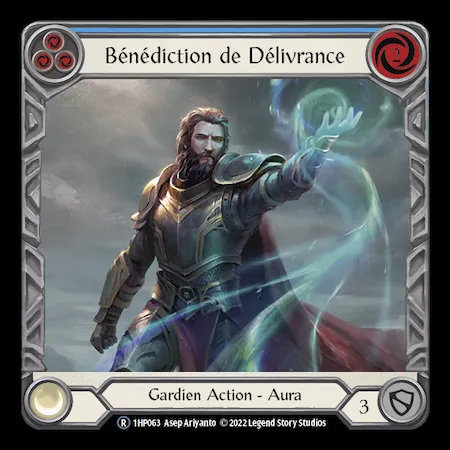 Bénédiction de Délivrance
Gardien Action - Aura
3
R 1HP063 Asep Ariyanto © 2022 Legend Story Studios